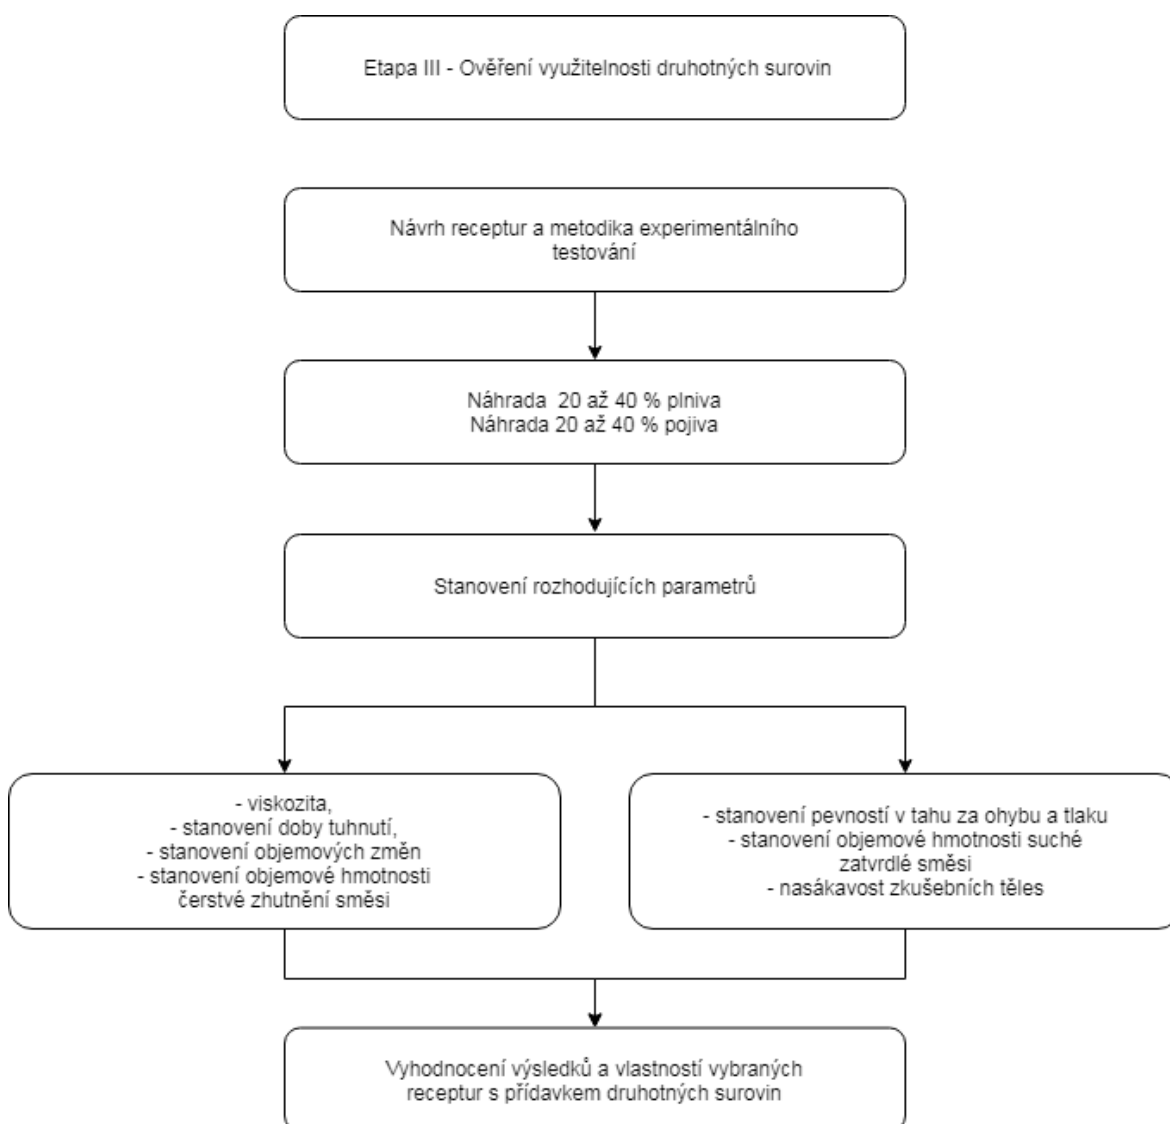 Etapa III - Ověření využitelnosti druhotných surovin
Návrh receptur a metodika experimentálního
testování
Náhrada  20 až 40 % plniva
Náhrada 20 až 40 % pojiva
Stanovení rozhodujících parametrů
- viskozita,
- stanovení doby tuhnutí,
- stanovení objemových změn
- stanovení objemové hmotnosti
čerstvé zhutnění směsi
- stanovení pevností v tahu za ohybu a tlaku
- stanovení objemové hmotnosti suché
zatvrdlé směsi
- nasákavost zkušebních těles
Vyhodnocení výsledků a vlastností vybraných
receptur s přídavkem druhotných surovin